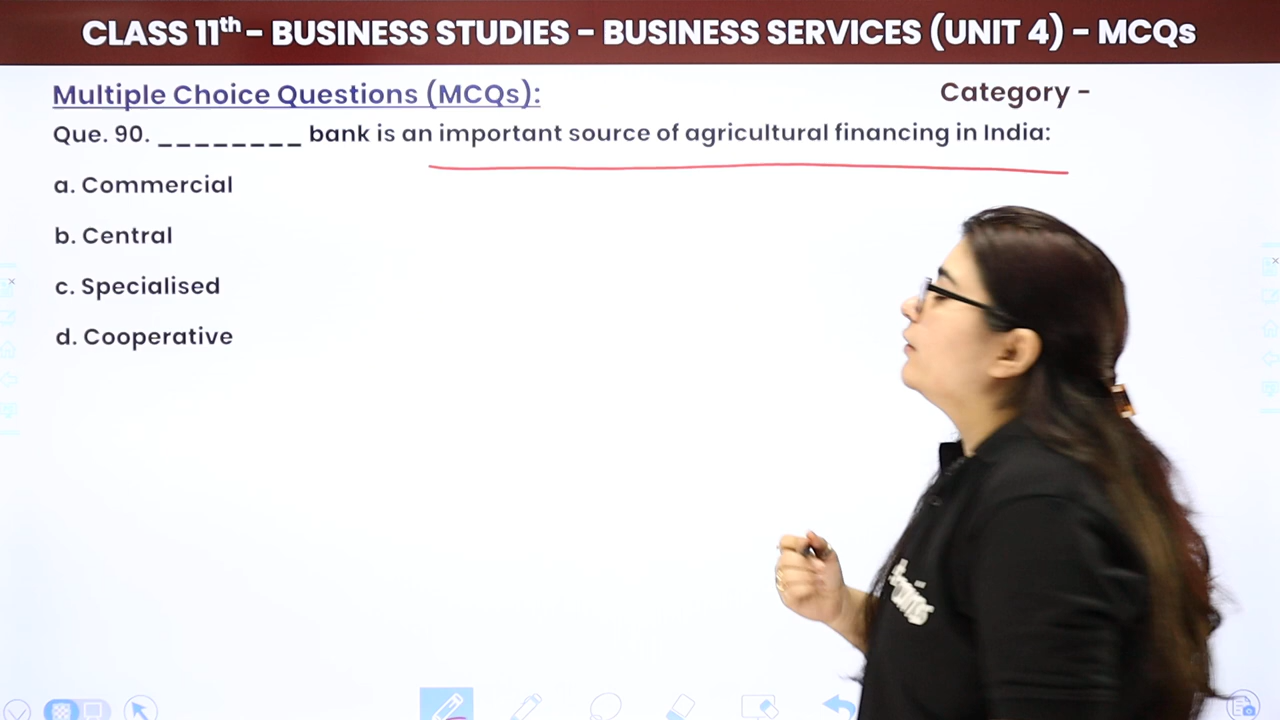 CLASS 11th - BUSINESS STUDIES - BUSINESS SERVICES (UNIT 4) - MCQs
Multiple Choice Questions (MCQs):
Category -
Que. 90. ________ bank is an important source of agricultural financing in India:
a. Commercial
b. Central
c. Specialised
d. Cooperative